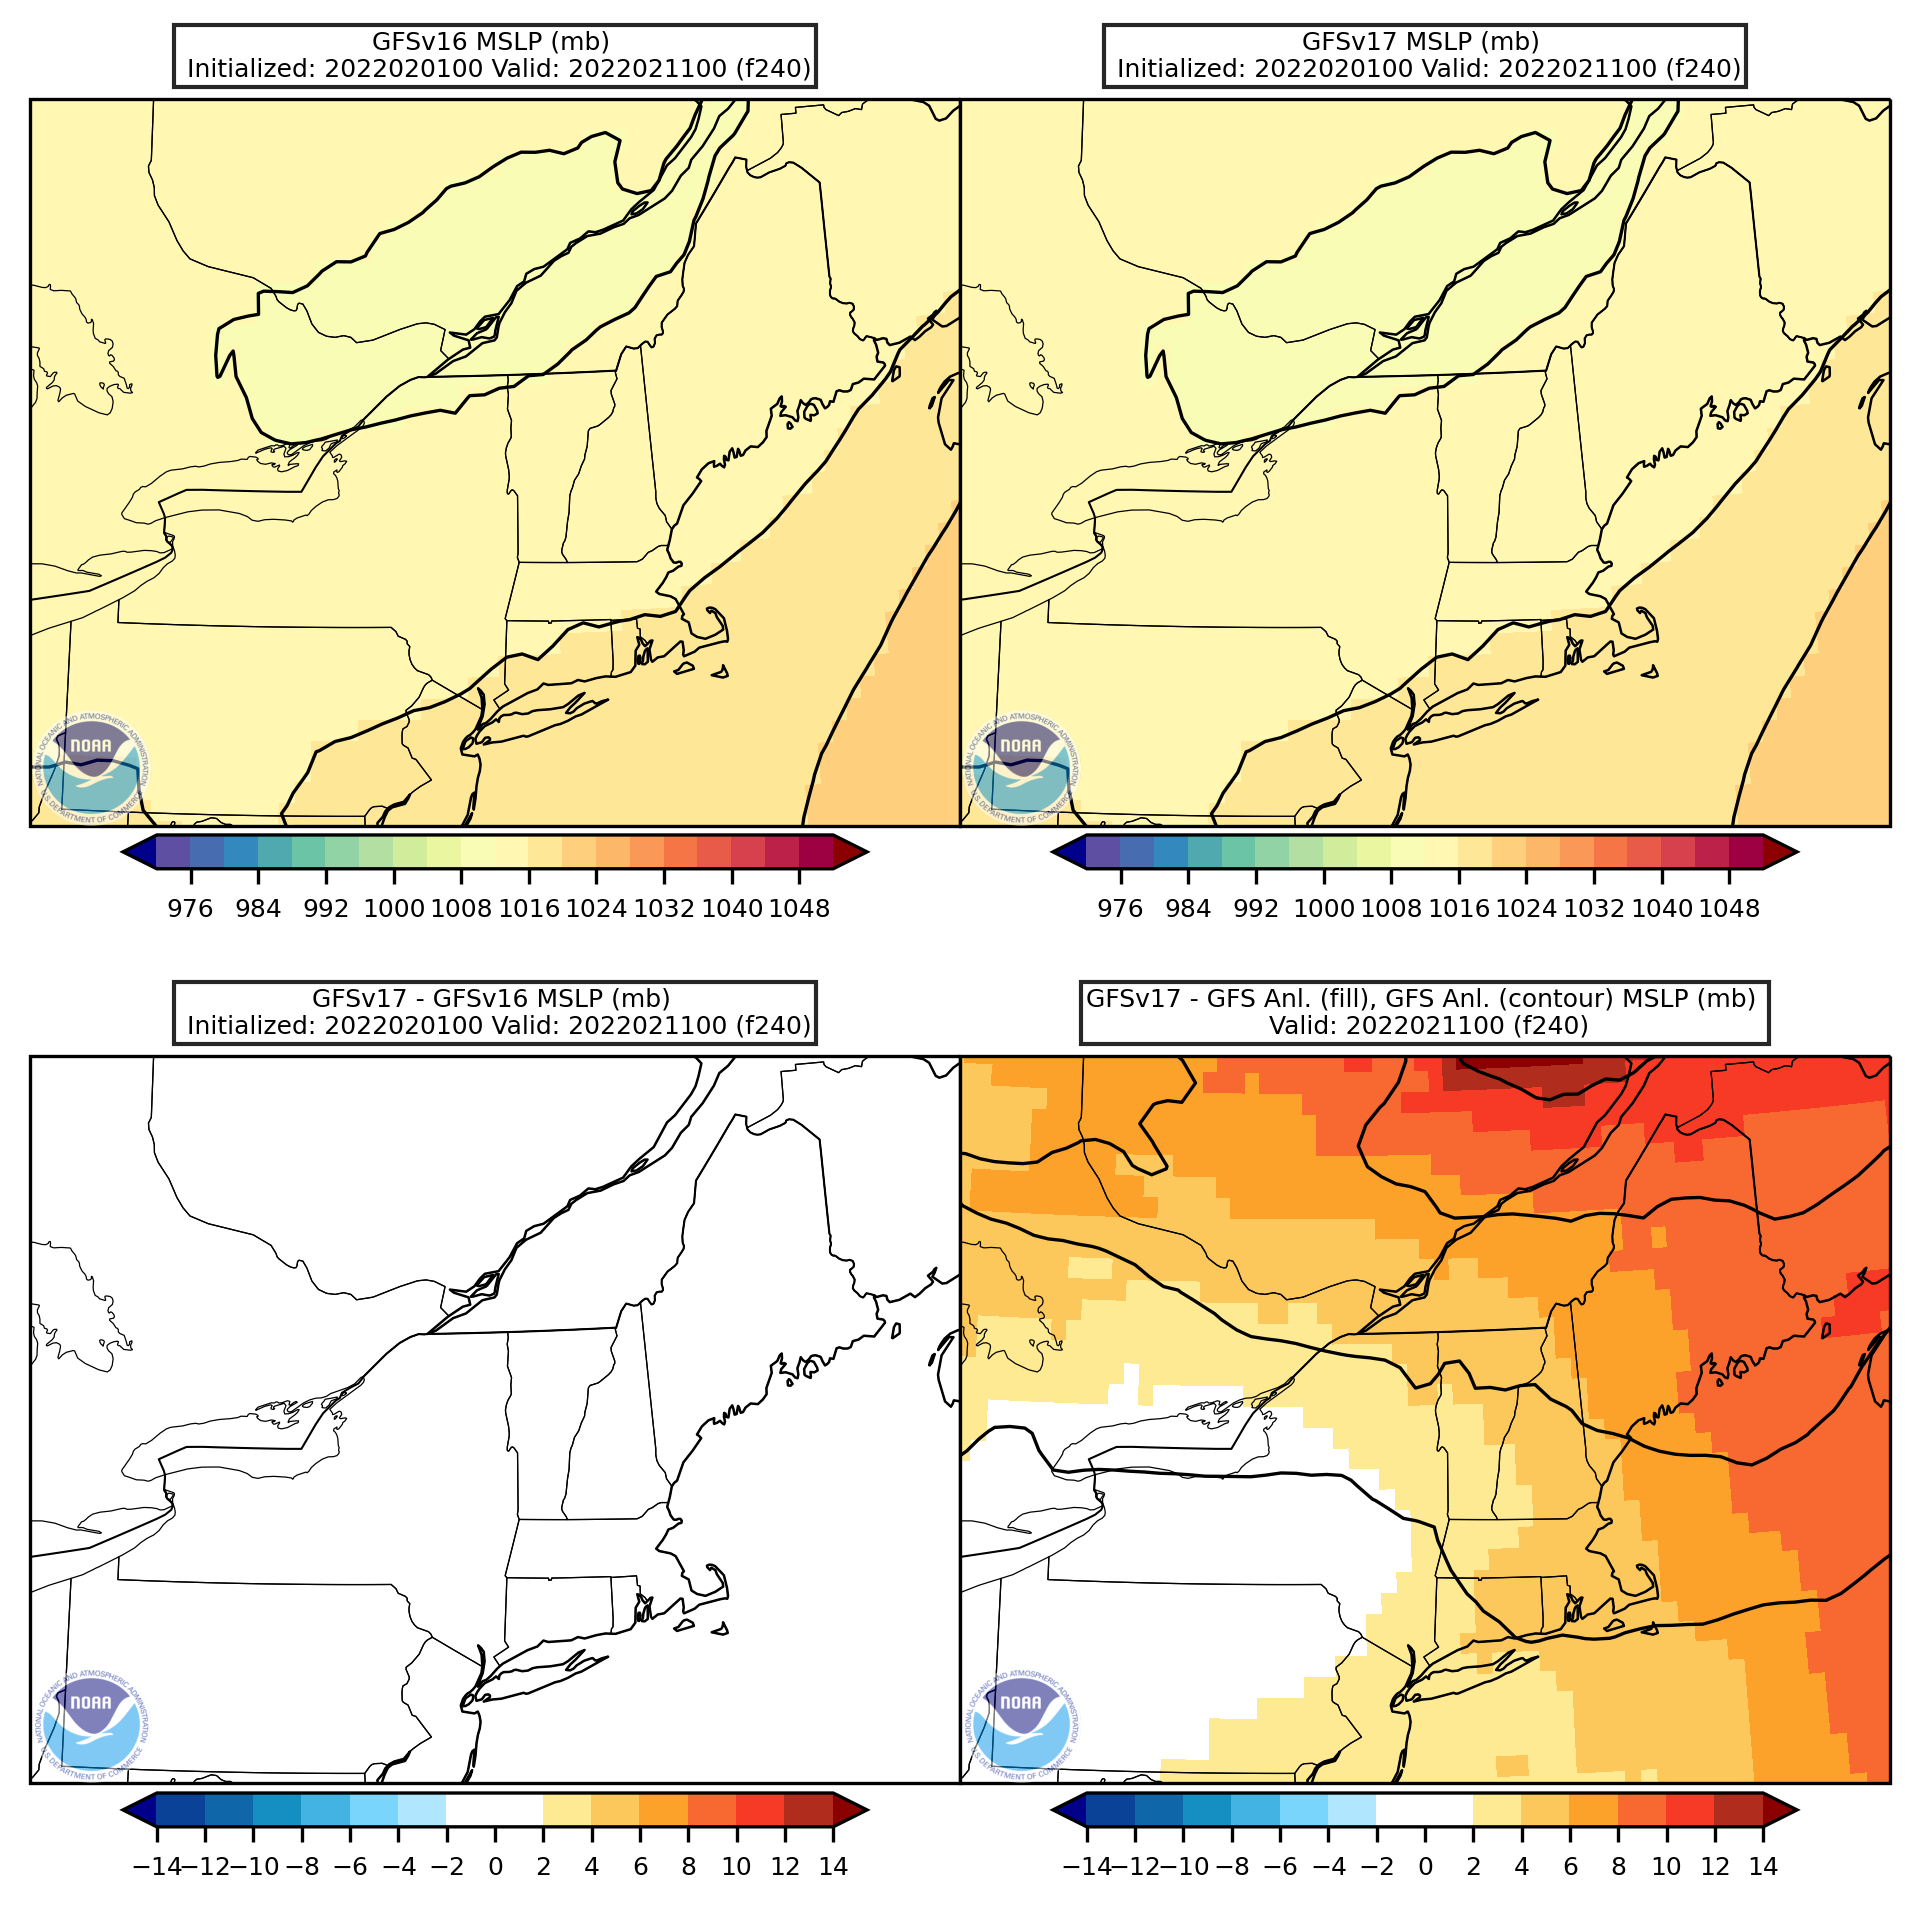 GFSv16 MSLP (mb)
Initialized: 2022020100 Valid: 2022021100 (f240)
GFSv17 MSLP (mb)
Initialized: 2022020100 Valid: 2022021100 (f240)
NATIONAL OCEANIC AND ATMOSPHERIC ADMINISTRATION
NOAA
U.S. DEPARTMENT OF COMMERCE
NATIONAL OCEANIC AND ATMOSPHERIC ADMINISTRATION
NOAA
U.S. DEPARTMENT OF COMMERCE
976 984 992 1000 1008 1016 1024 1032 1040 1048
976 984 992 1000 1008 1016 1024 1032 1040 1048
GFSv17 - GFSv16 MSLP (mb)
Initialized: 2022020100 Valid: 2022021100 (f240)
GFSv17 - GFS Anl. (fill), GFS Anl. (contour) MSLP (mb)
Valid: 2022021100 (f240)
NATIONAL OCEANIC AND ATMOSPHERIC ADMINISTRATION
NOAA
U.S. DEPARTMENT OF COMMERCE
NATIONAL OCEANIC AND ATMOSPHERIC ADMINISTRATION
NOAA
U.S. DEPARTMENT OF COMMERCE
−14 −12 −10 −8 −6 −4 −2 0 2 4 6 8 10 12 14
−14 −12 −10 −8 −6 −4 −2 0 2 4 6 8 10 12 14